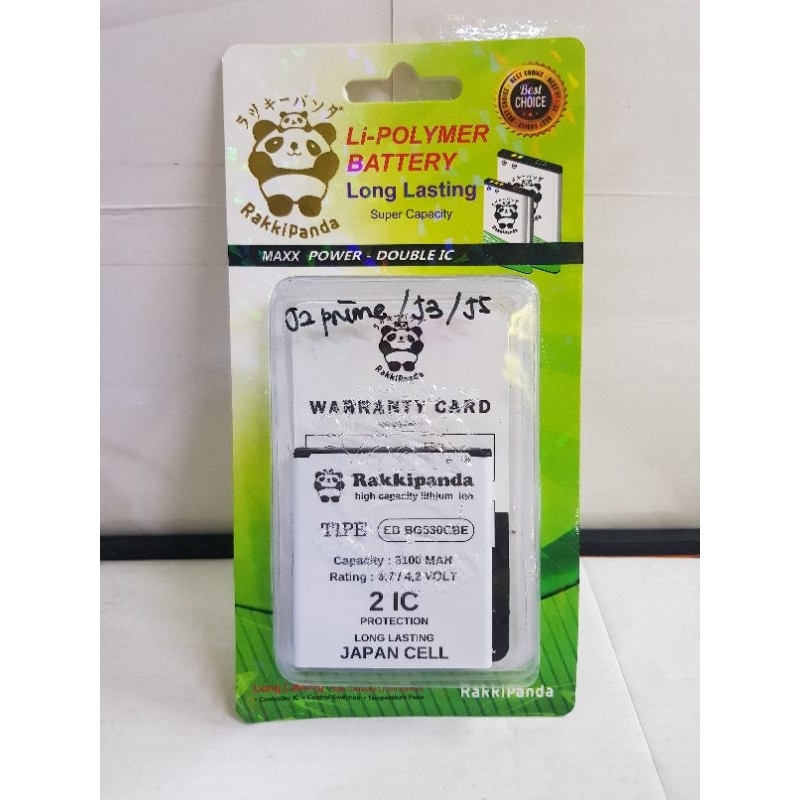 ラッキーパンダ
RakkiPanda
Li-POLYMER
BATTERY
Long Lasting
Super Capacity
BEST CHOICE
Best
CHOICE
MAXX POWER - DOUBLE IC
J2 prime / J3 / J5
RakkiPanda
WARRANTY CARD
Rakkipanda
high capacity lithium ion
TIPE EB BG530CBE
Capacity : 3100 MAH
Rating : 3,7 / 4,2 VOLT
2 IC
PROTECTION
LONG LASTING
JAPAN CELL
RakkiPanda